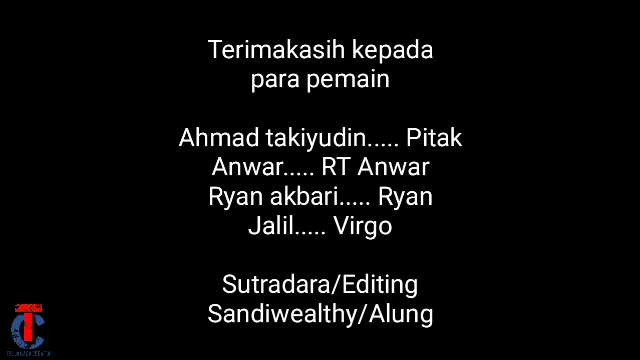 Terimakasih kepada
para pemain
Ahmad takiyudin..... Pitak
Anwar..... RT Anwar
Ryan akbari..... Ryan
Jalil..... Virgo
Sutradara/Editing
Sandiwealthy/Alung